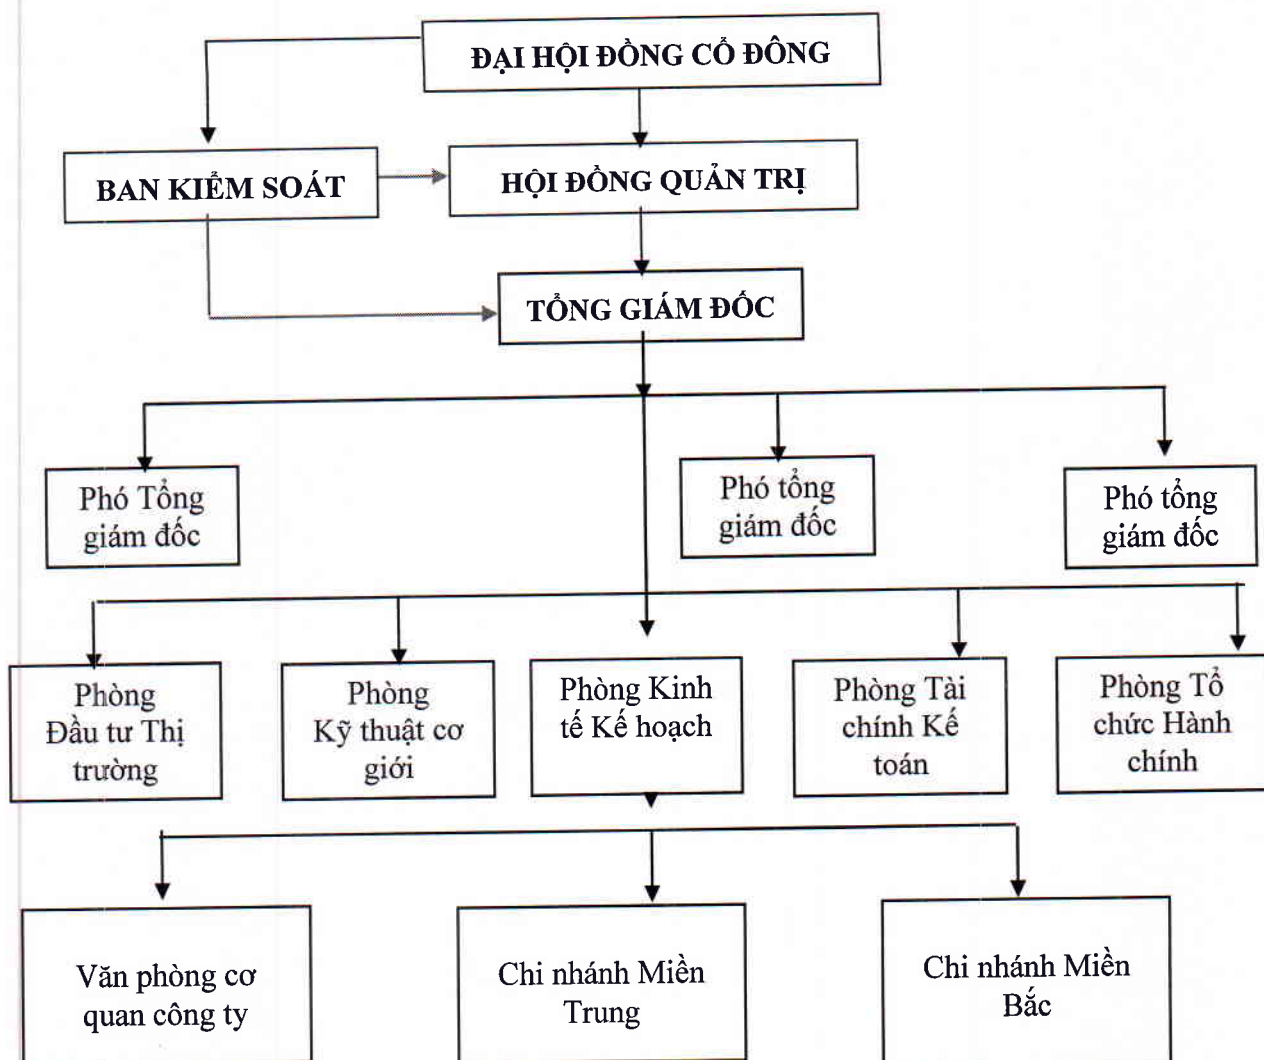 ĐẠI HỘI ĐỒNG CỔ ĐÔNG
BAN KIỂM SOÁT
HỘI ĐỒNG QUẢN TRỊ
TỔNG GIÁM ĐỐC
Phó Tổng
giám đốc
Phó tổng
giám đốc
Phó tổng
giám đốc
Phòng
Đầu tư Thị
trường
Phòng
Kỹ thuật cơ
giới
Phòng Kinh
tế Kế hoạch
Phòng Tài
chính Kế
toán
Phòng Tổ
chức Hành
chính
Văn phòng cơ
quan công ty
Chi nhánh Miền
Trung
Chi nhánh Miền
Bắc